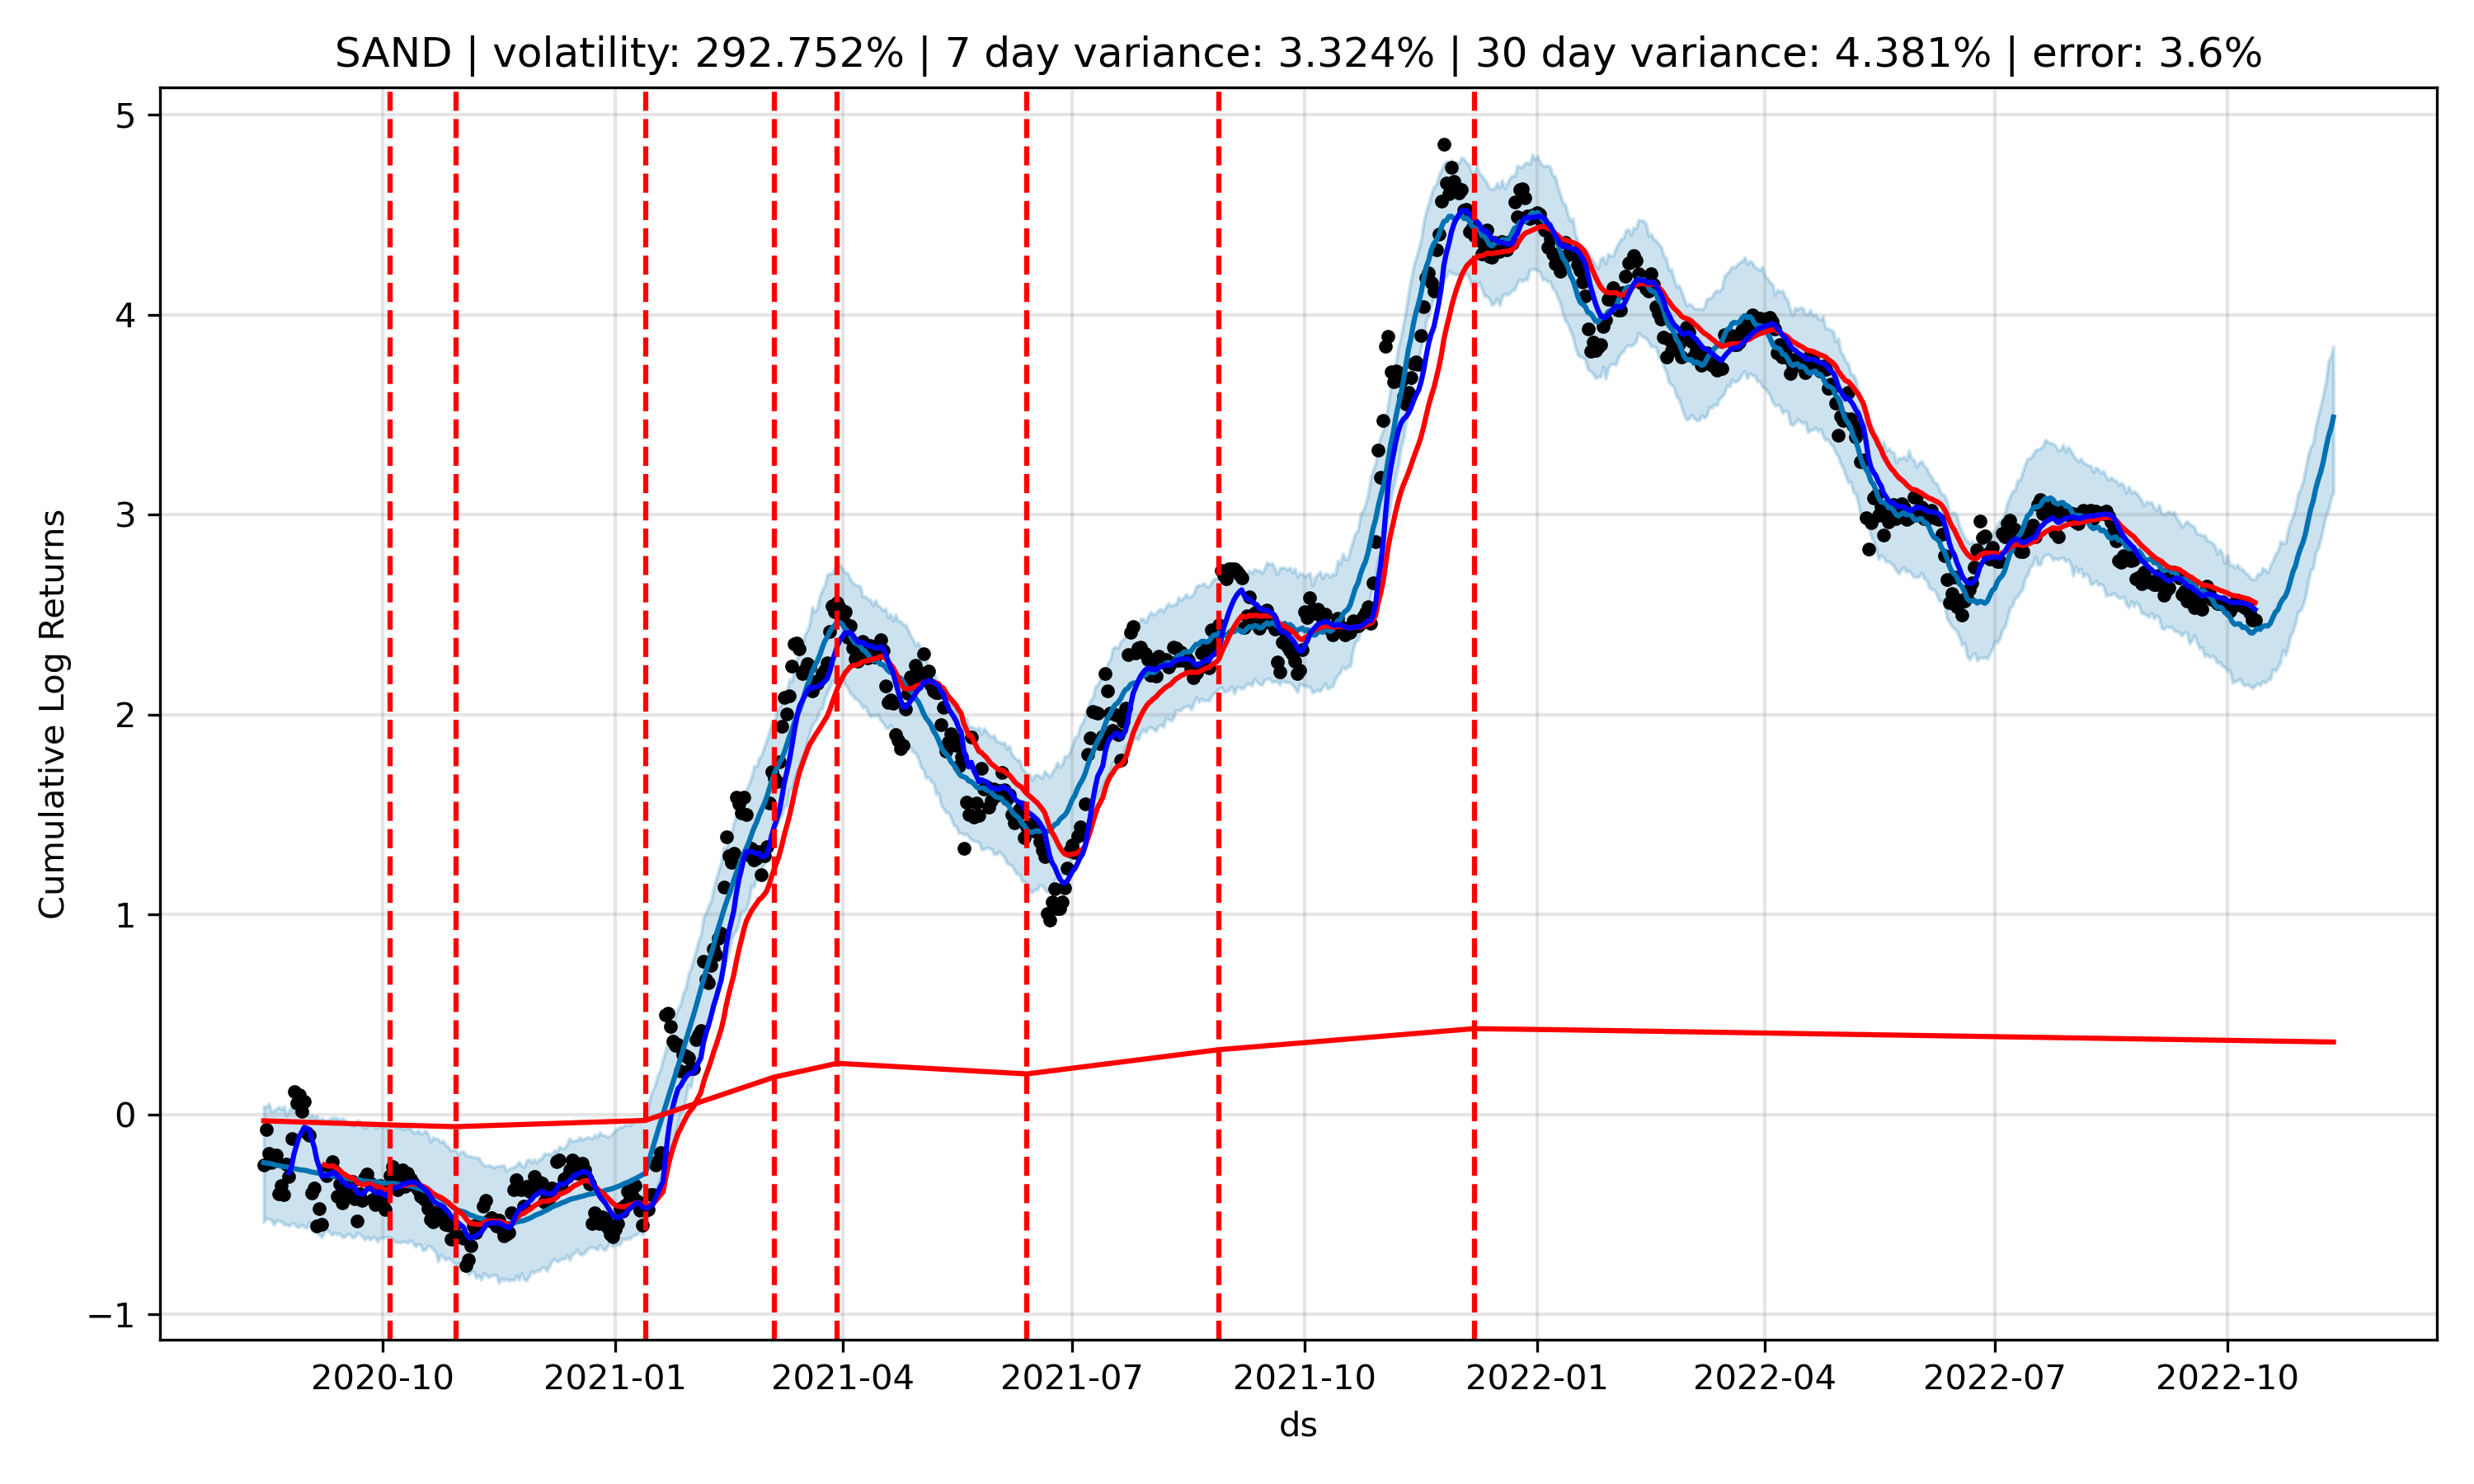 SAND | volatility: 292.752% | 7 day variance: 3.324% | 30 day variance: 4.381% | error: 3.6%
5
4
3
2
1
0
−1
Cumulative Log Returns
2020-10 2021-01 2021-04 2021-07 2021-10 2022-01 2022-04 2022-07 2022-10
ds